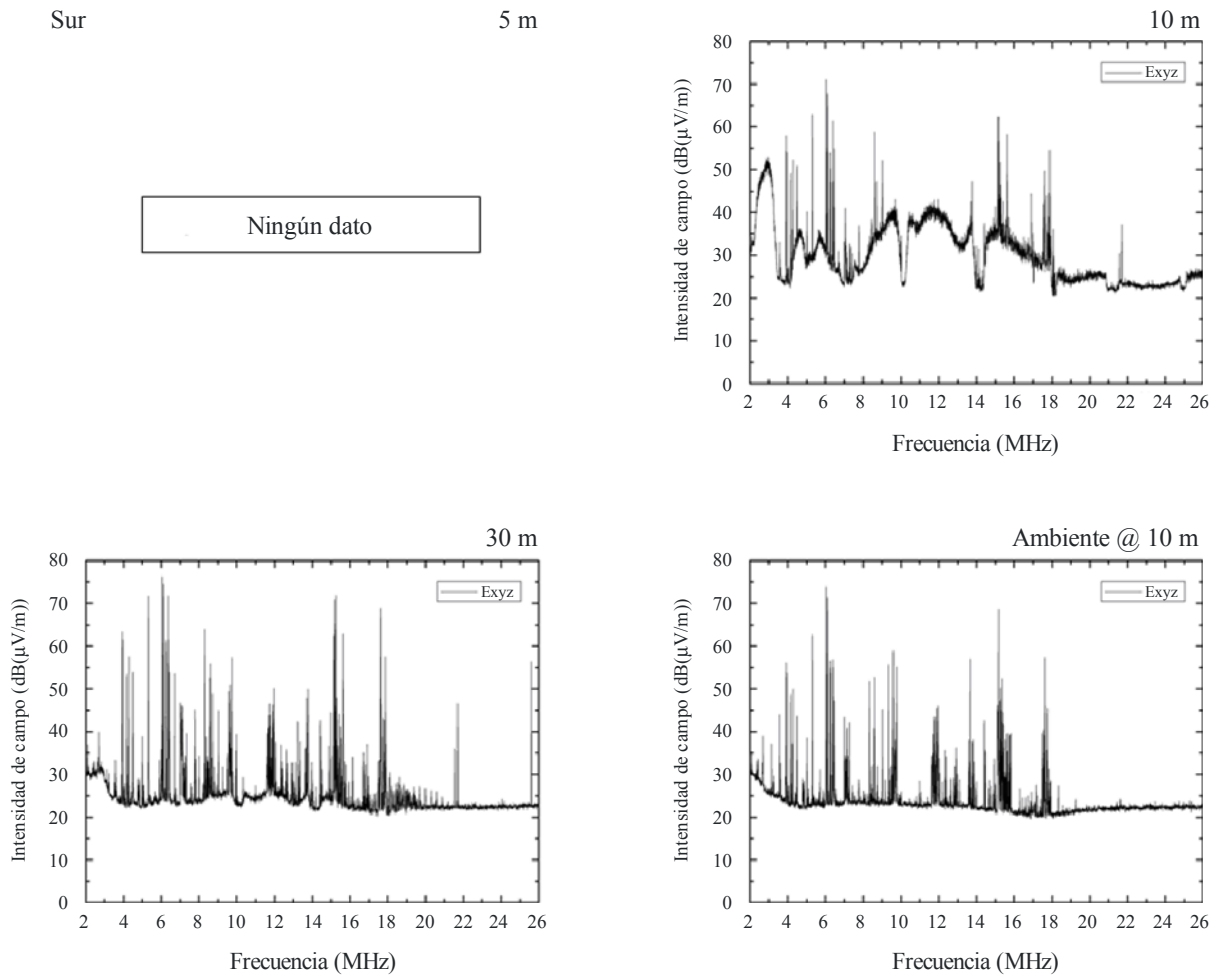 Sur
5 m
Ningún dato
10 m
Intensidad de campo (dB(µV/m))
80
70
60
50
40
30
20
10
0
Exyz
2 4 6 8 10 12 14 16 18 20 22 24 26
Frecuencia (MHz)
30 m
Intensidad de campo (dB(µV/m))
80
70
60
50
40
30
20
10
0
Exyz
2 4 6 8 10 12 14 16 18 20 22 24 26
Frecuencia (MHz)
Ambiente @ 10 m
Intensidad de campo (dB(µV/m))
80
70
60
50
40
30
20
10
0
Exyz
2 4 6 8 10 12 14 16 18 20 22 24 26
Frecuencia (MHz)